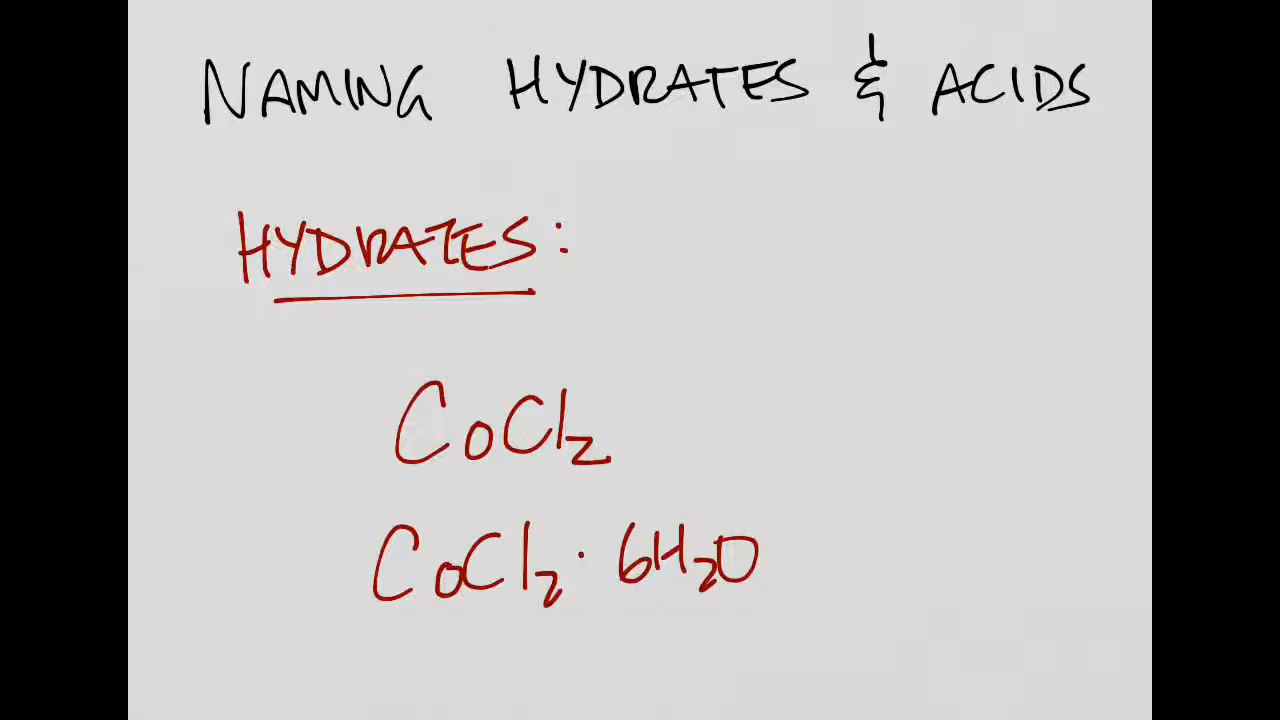 NAMING HYDRATES & ACIDS
HYDRATES:
CoCl₂
CoCl₂ · 6H₂O